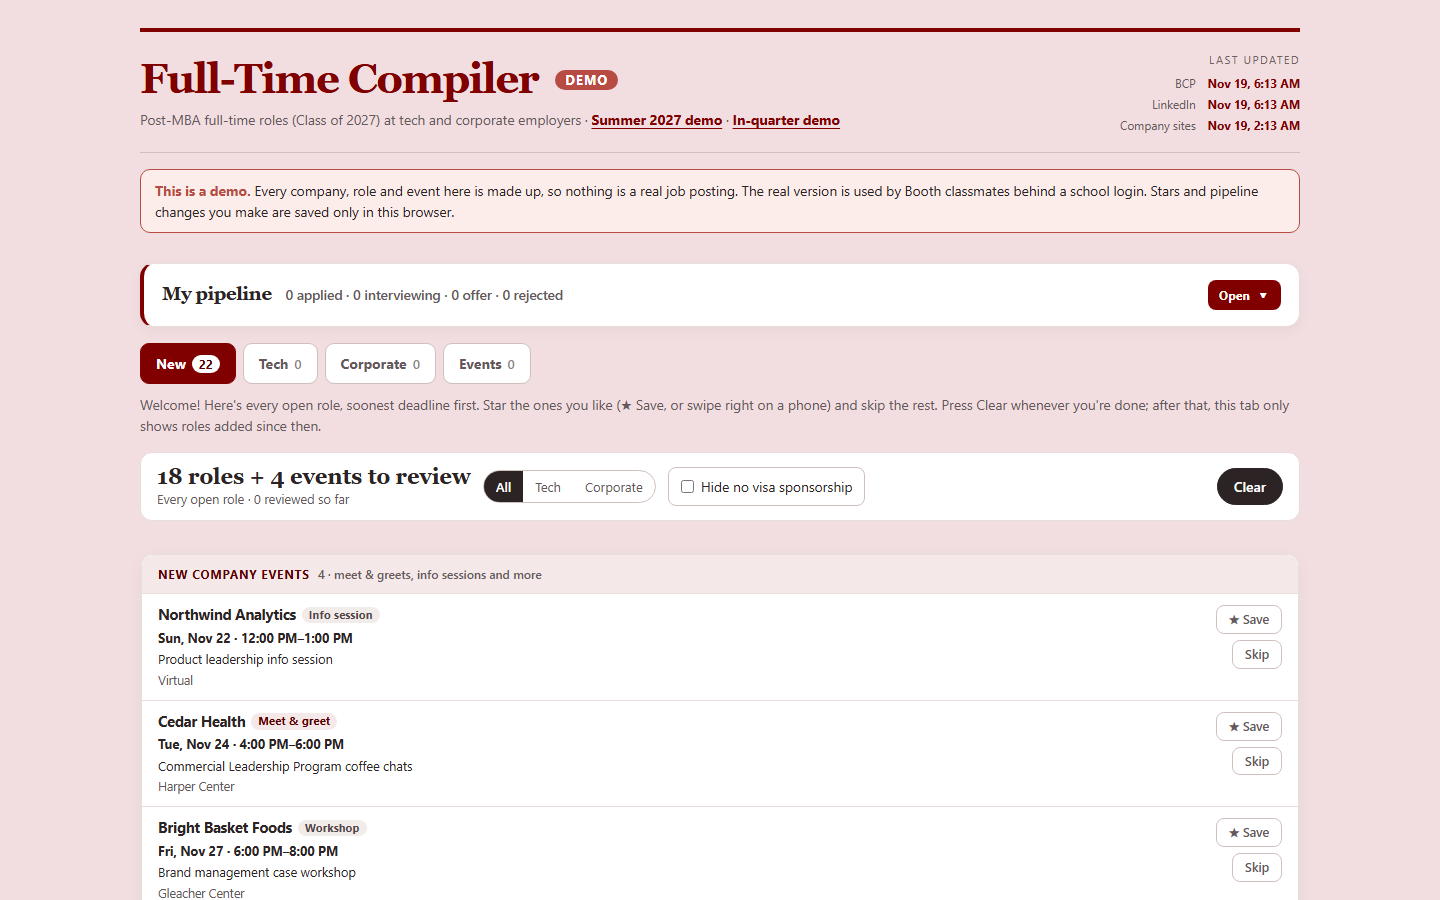 Full-Time Compiler DEMO
Post-MBA full-time roles (Class of 2027) at tech and corporate employers · Summer 2027 demo · In-quarter demo
LAST UPDATED
BCP Nov 19, 6:13 AM
LinkedIn Nov 19, 6:13 AM
Company sites Nov 19, 2:13 AM
This is a demo. Every company, role and event here is made up, so nothing is a real job posting. The real version is used by Booth classmates behind a school login. Stars and pipeline
changes you make are saved only in this browser.
My pipeline 0 applied · 0 interviewing · 0 offer · 0 rejected
Open ▼
New 22
Tech 0
Corporate 0
Events 0
Welcome! Here's every open role, soonest deadline first. Star the ones you like (★ Save, or swipe right on a phone) and skip the rest. Press Clear whenever you're done; after that, this tab only
shows roles added since then.
18 roles + 4 events to review
Every open role · 0 reviewed so far
All Tech Corporate
Hide no visa sponsorship
Clear
NEW COMPANY EVENTS 4 · meet & greets, info sessions and more
Northwind Analytics Info session
Sun, Nov 22 · 12:00 PM–1:00 PM
Product leadership info session
Virtual
★ Save
Skip
Cedar Health Meet & greet
Tue, Nov 24 · 4:00 PM–6:00 PM
Commercial Leadership Program coffee chats
Harper Center
★ Save
Skip
Bright Basket Foods Workshop
Fri, Nov 27 · 6:00 PM–8:00 PM
Brand management case workshop
Gleacher Center
★ Save
Skip